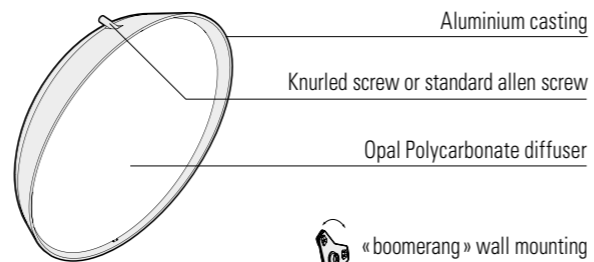 Aluminium casting
Knurled screw or standard allen screw
Opal Polycarbonate diffuser
«boomerang» wall mounting